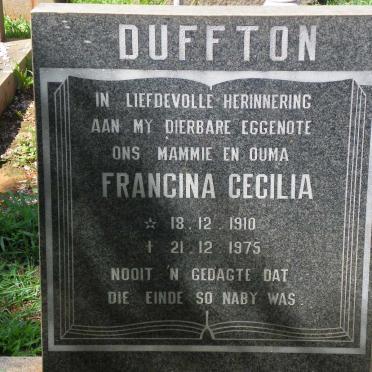 DUFFTON
IN LIEFDEVOLLE HERINNERING
AAN MY DIERBARE EGGENOTE
ONS MAMMIE EN OUMA
FRANCINA CECILIA
☆ 18.12.1910
† 21.12.1975
NOOIT 'N GEDAGTE DAT
DIE EINDE SO NABY WAS.